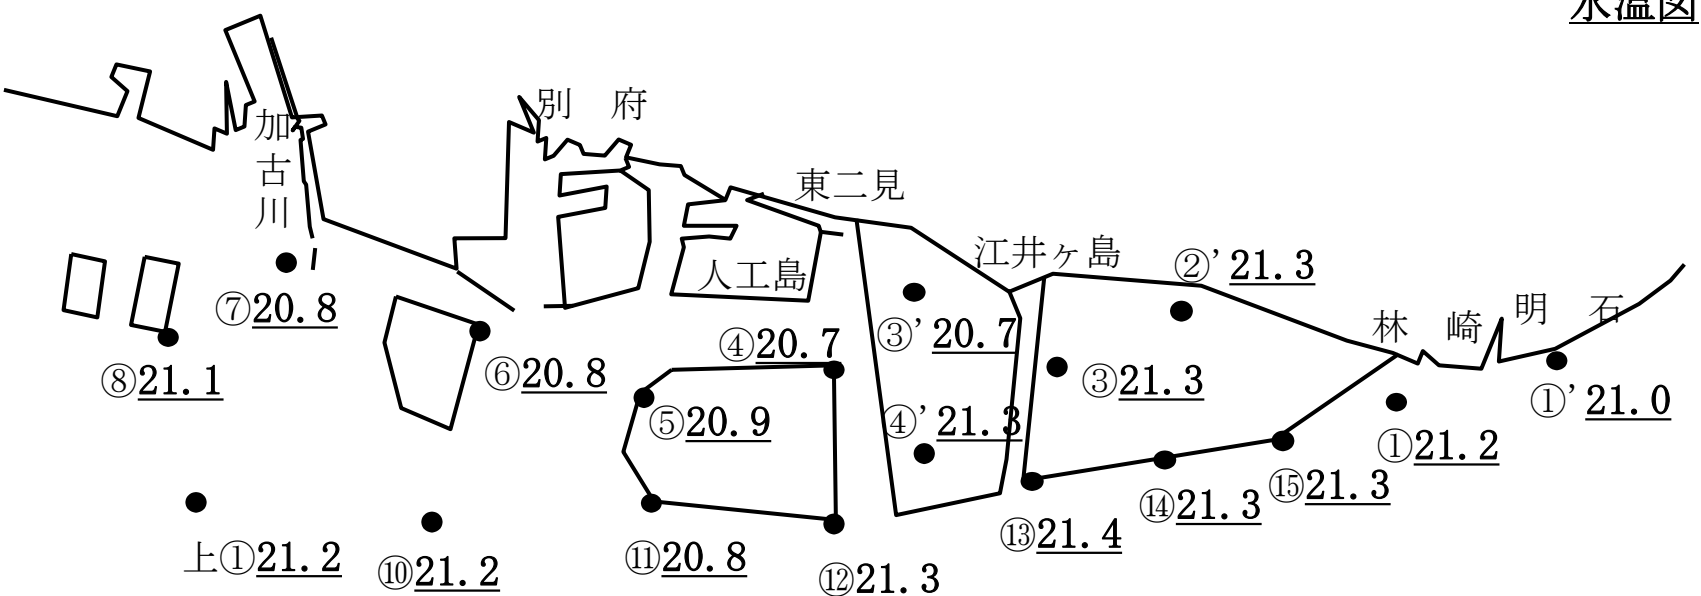 水温図
加古川
別府
東二見
人工島
江井ヶ島
林崎
明石
②' 21.3
⑦20.8
③' 20.7
④20.7
⑧21.1
⑥20.8
③21.3
①' 21.0
⑤20.9
④' 21.3
①21.2
⑮21.3
⑭21.3
⑬21.4
上①21.2
⑩21.2
⑪20.8
⑫21.3